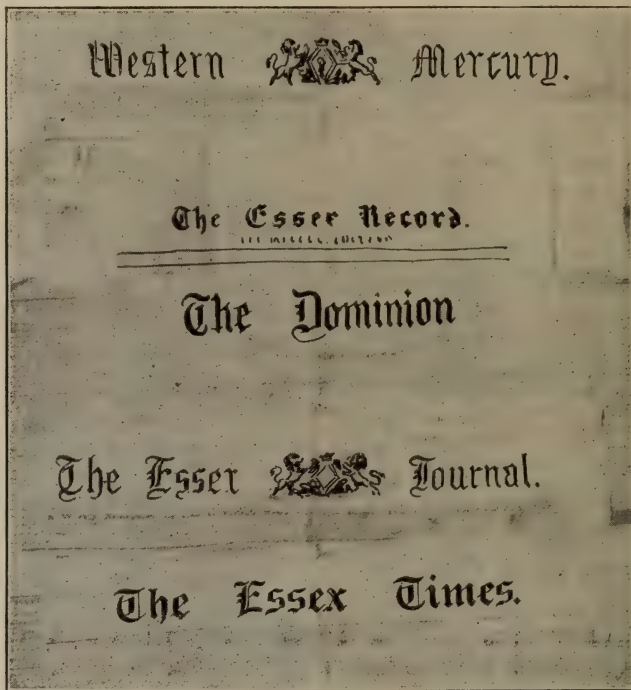 Western Mercury.
The Essex Record.
The Dominion
The Essex Journal.
The Essex Times.